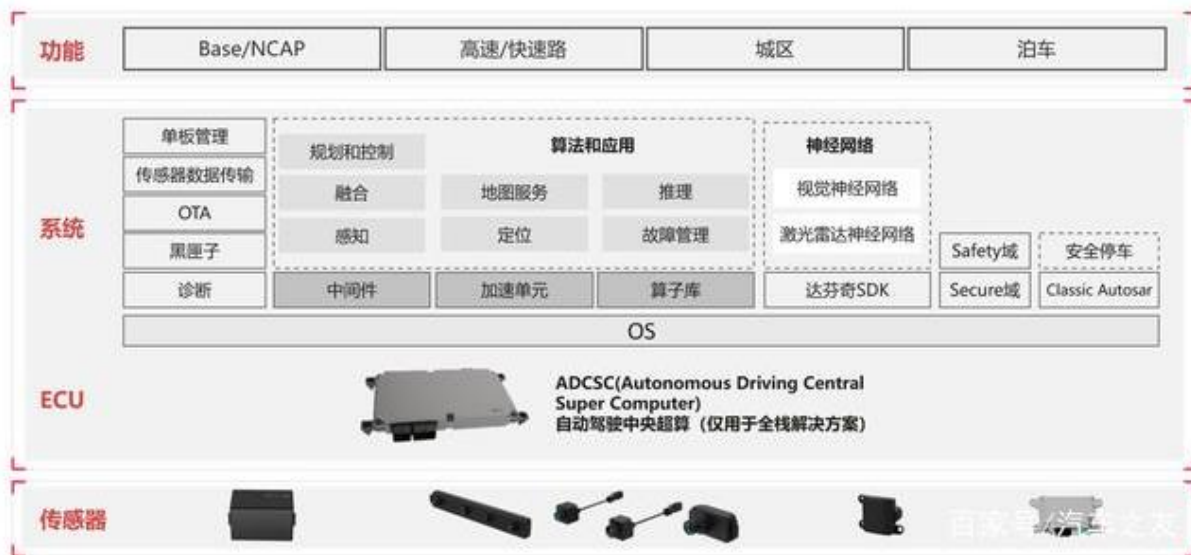 功能
Base/NCAP
高速/快速路
城区
泊车
系统
单板管理
传感器数据传输
OTA
黑匣子
诊断
规划和控制
算法和应用
融合
地图服务
推理
感知
定位
故障管理
中间件
加速单元
算子库
神经网络
视觉神经网络
激光雷达神经网络
达芬奇SDK
Safety域
安全停车
Secure域
Classic Autosar
OS
ECU
ADCSC(Autonomous Driving Central
Super Computer)
自动驾驶中央超算（仅用于全栈解决方案）
传感器
百家号/汽车之友